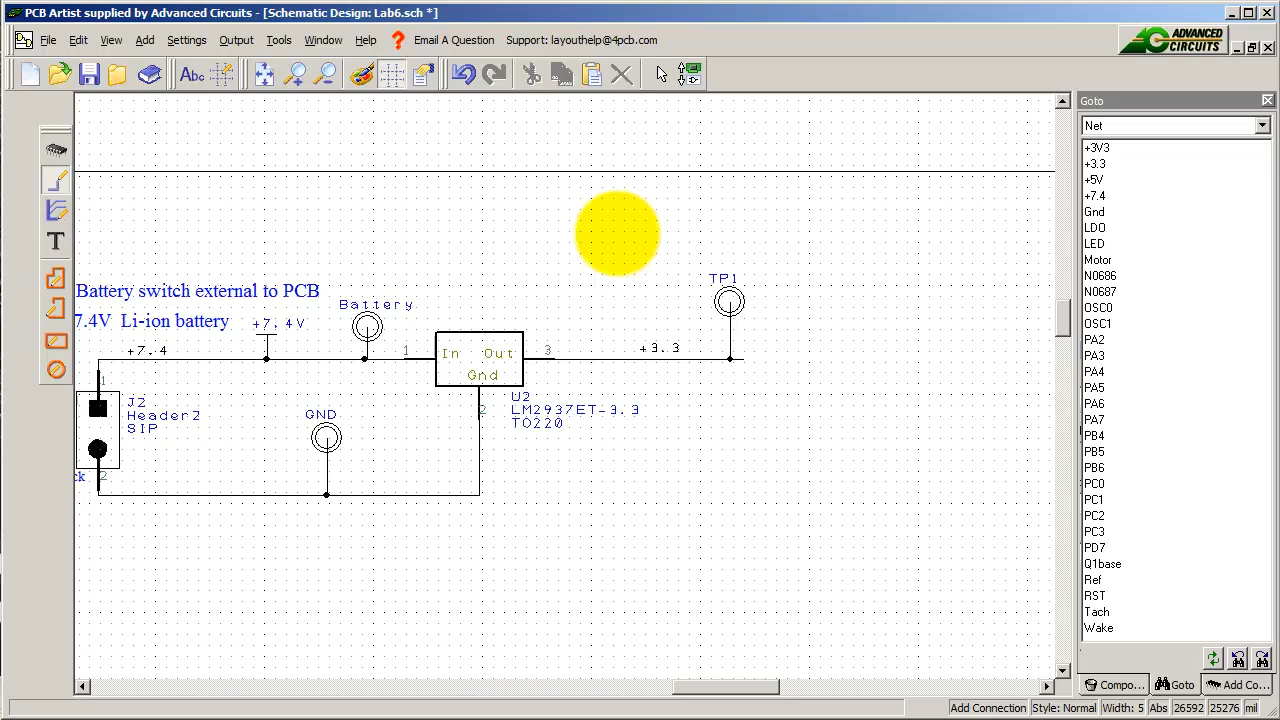 PCB Artist supplied by Advanced Circuits - [Schematic Design: Lab6.sch *]
File Edit View Add Settings Output Tools Window Help ? Email A Question Support: layouthelp@4pcb.com
ADVANCED
CIRCUITS
Abc
Goto
Net
+3V3
+3.3
+5V
+7.4
Gnd
LDO
LED
Motor
N0686
N0687
OSC0
OSC1
PA2
PA3
PA4
PA5
PA6
PA7
PB4
PB5
PB6
PC0
PC1
PC2
PC3
PD7
Q1base
Ref
RST
Tach
Wake
T
TP1
Battery switch external to PCB
Battery
7.4V Li-ion battery
+7.4V
+7.4
1
In Out
3
+3.3
Gnd
1
2
J2
Header2
SIP
U2
LM2937ET-3.3
TO220
GND
ck
2
Compo...
Goto
Add Co...
Add Connection Style: Normal Width: 5 Abs 26592 25276 mil